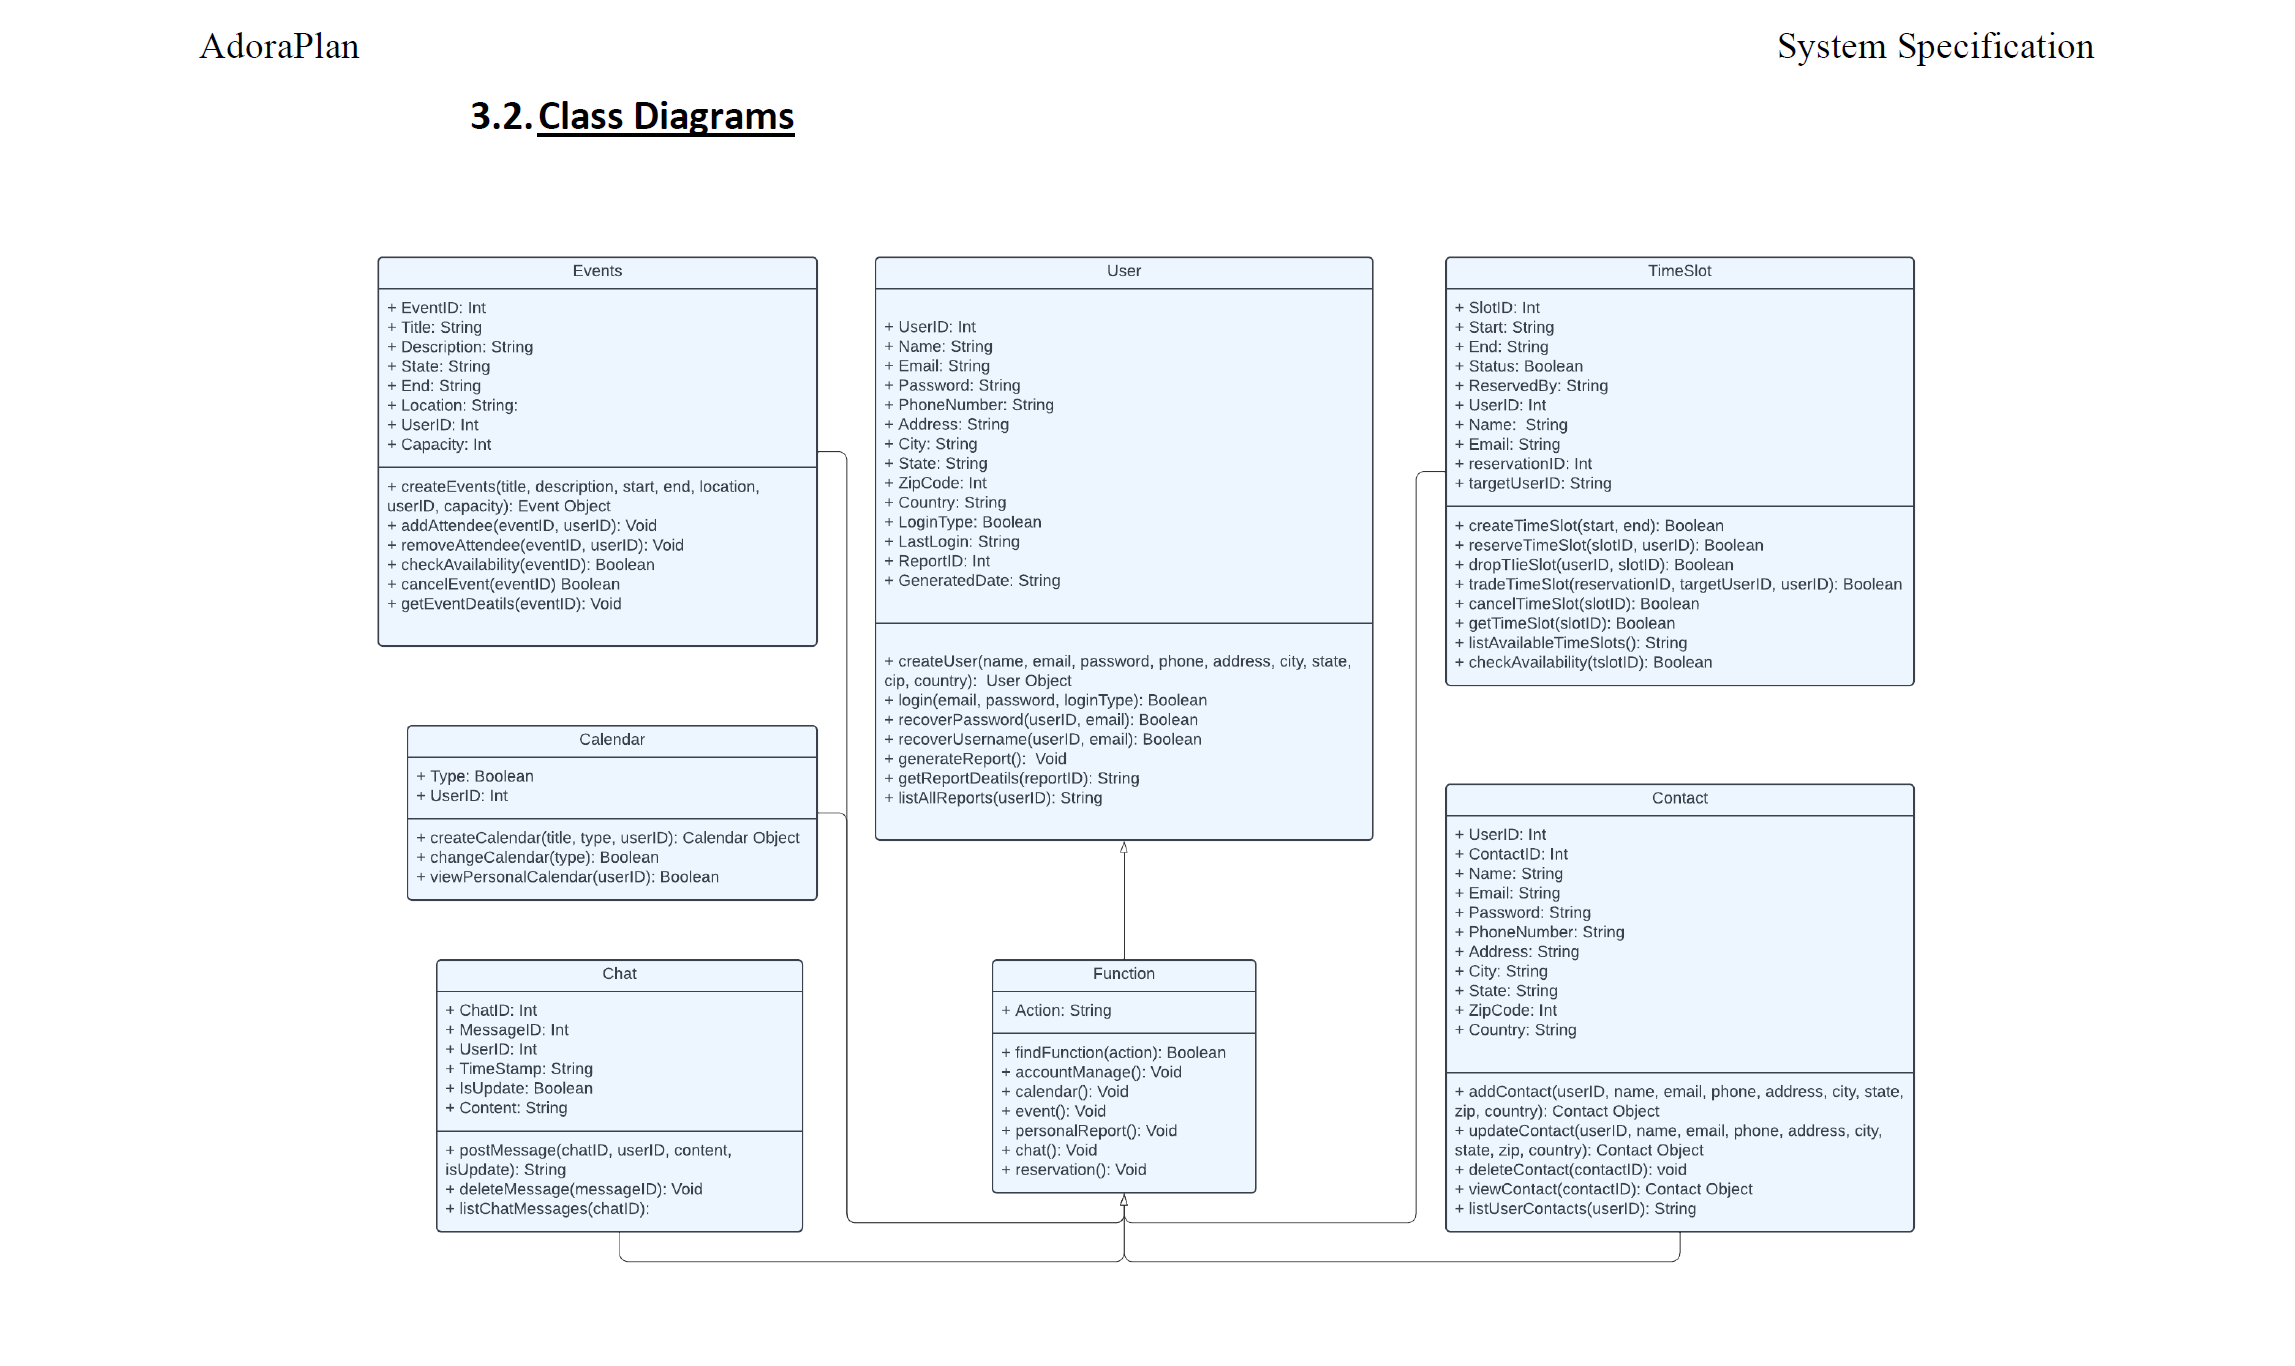 AdoraPlan
System Specification
3.2. Class Diagrams
Events
+ EventID: Int
+ Title: String
+ Description: String
+ State: String
+ End: String
+ Location: String:
+ UserID: Int
+ Capacity: Int
+ createEvents(title, description, start, end, location,
userID, capacity): Event Object
+ addAttendee(eventID, userID): Void
+ removeAttendee(eventID, userID): Void
+ checkAvailability(eventID): Boolean
+ cancelEvent(eventID) Boolean
+ getEventDeatils(eventID): Void
User
+ UserID: Int
+ Name: String
+ Email: String
+ Password: String
+ PhoneNumber: String
+ Address: String
+ City: String
+ State: String
+ ZipCode: Int
+ Country: String
+ LoginType: Boolean
+ LastLogin: String
+ ReportID: Int
+ GeneratedDate: String
+ createUser(name, email, password, phone, address, city, state,
cip, country):  User Object
+ login(email, password, loginType): Boolean
+ recoverPassword(userID, email): Boolean
+ recoverUsername(userID, email): Boolean
+ generateReport():  Void
+ getReportDeatils(reportID): String
+ listAllReports(userID): String
TimeSlot
+ SlotID: Int
+ Start: String
+ End: String
+ Status: Boolean
+ ReservedBy: String
+ UserID: Int
+ Name:  String
+ Email: String
+ reservationID: Int
+ targetUserID: String
+ createTimeSlot(start, end): Boolean
+ reserveTimeSlot(slotID, userID): Boolean
+ dropTIieSlot(userID, slotID): Boolean
+ tradeTimeSlot(reservationID, targetUserID, userID): Boolean
+ cancelTimeSlot(slotID): Boolean
+ getTimeSlot(slotID): Boolean
+ listAvailableTimeSlots(): String
+ checkAvailability(tslotID): Boolean
Calendar
+ Type: Boolean
+ UserID: Int
+ createCalendar(title, type, userID): Calendar Object
+ changeCalendar(type): Boolean
+ viewPersonalCalendar(userID): Boolean
Contact
+ UserID: Int
+ ContactID: Int
+ Name: String
+ Email: String
+ Password: String
+ PhoneNumber: String
+ Address: String
+ City: String
+ State: String
+ ZipCode: Int
+ Country: String
+ addContact(userID, name, email, phone, address, city, state,
zip, country): Contact Object
+ updateContact(userID, name, email, phone, address, city,
state, zip, country): Contact Object
+ deleteContact(contactID): void
+ viewContact(contactID): Contact Object
+ listUserContacts(userID): String
Chat
+ ChatID: Int
+ MessageID: Int
+ UserID: Int
+ TimeStamp: String
+ IsUpdate: Boolean
+ Content: String
+ postMessage(chatID, userID, content,
isUpdate): String
+ deleteMessage(messageID): Void
+ listChatMessages(chatID):
Function
+ Action: String
+ findFunction(action): Boolean
+ accountManage(): Void
+ calendar(): Void
+ event(): Void
+ personalReport(): Void
+ chat(): Void
+ reservation(): Void